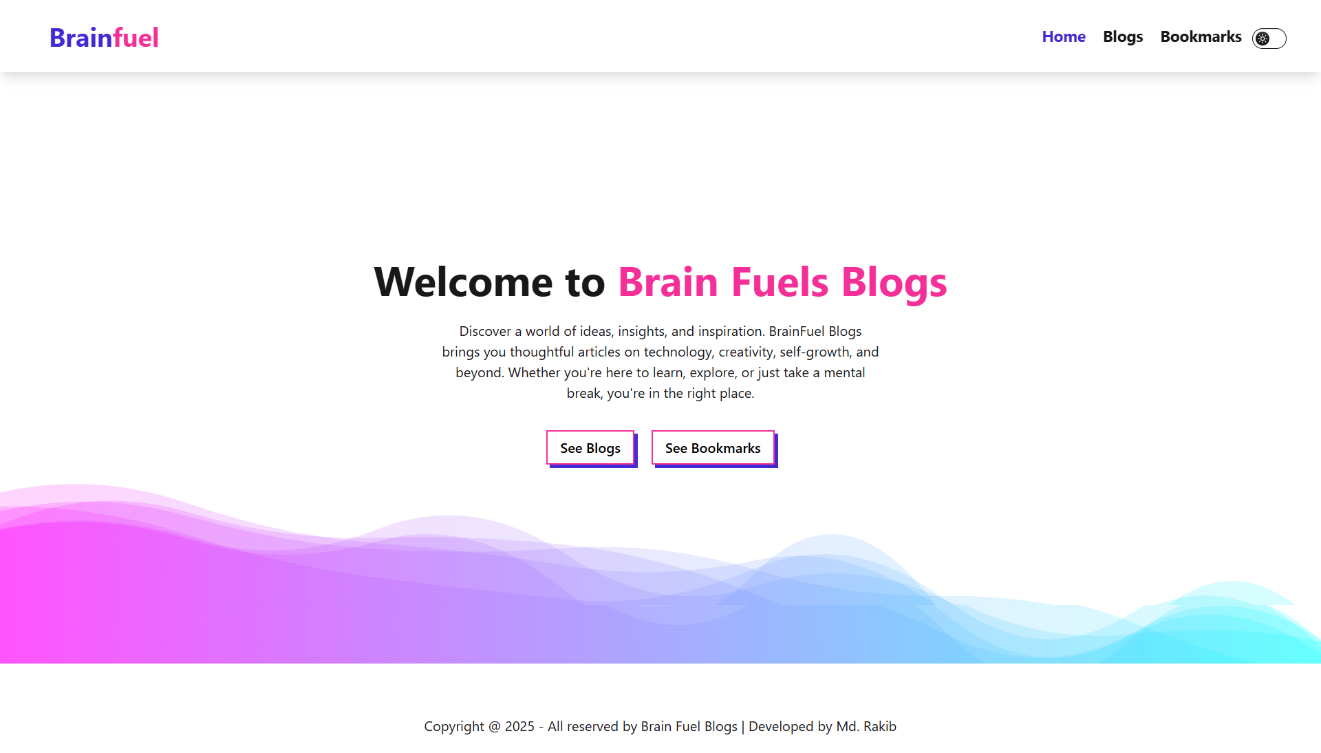 Brainfuel
Home Blogs Bookmarks
Welcome to Brain Fuels Blogs
Discover a world of ideas, insights, and inspiration. BrainFuel Blogs
brings you thoughtful articles on technology, creativity, self-growth, and
beyond. Whether you're here to learn, explore, or just take a mental
break, you're in the right place.
See Blogs See Bookmarks
Copyright @ 2025 - All reserved by Brain Fuel Blogs | Developed by Md. Rakib